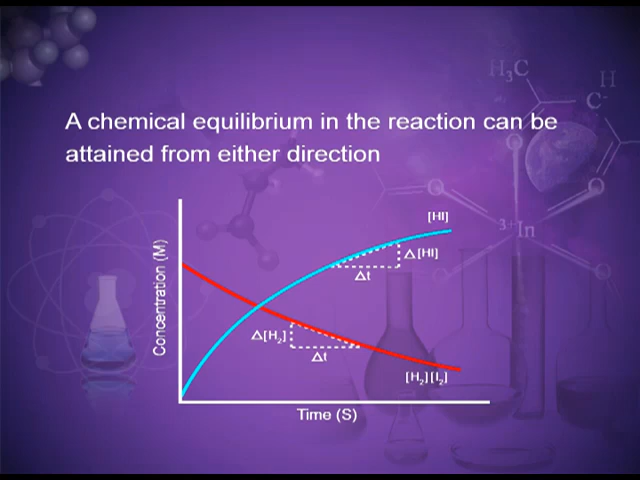 H₃C
H
C-
A chemical equilibrium in the reaction can be
attained from either direction
3+In
[HI]
Δ[HI]
Δt
Concentration (M)
Δ[H₂]
Δt
[H₂][I₂]
Time (S)